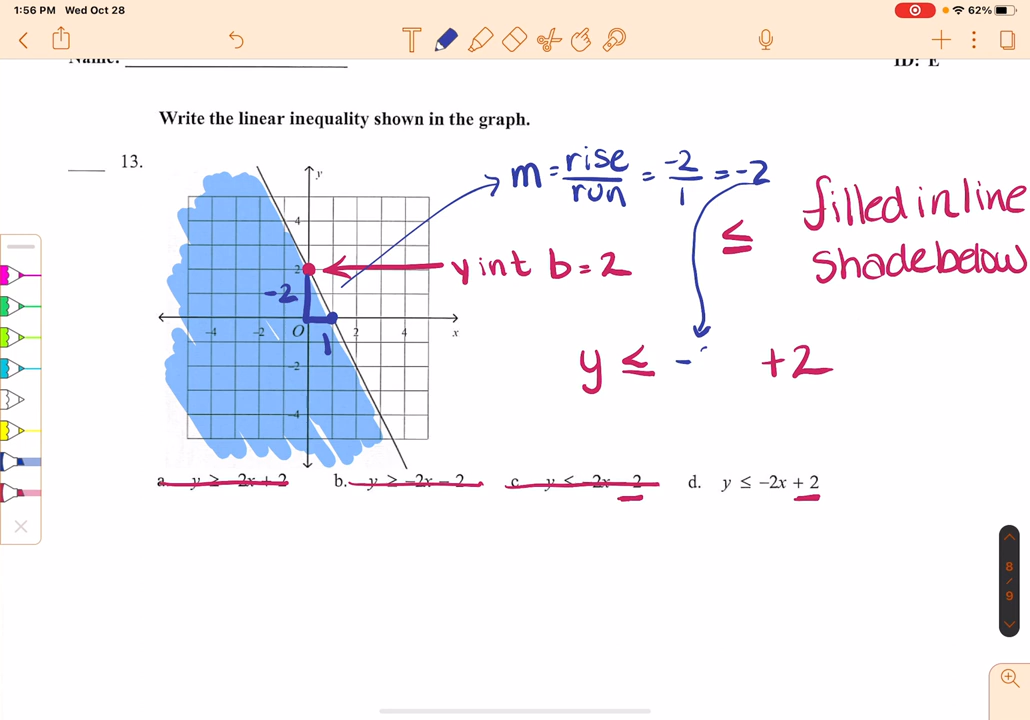 1:56 PM Wed Oct 28
62%
Name:
ID: E
Write the linear inequality shown in the graph.
13.
y
4
2
-4 -2 O 2 4 x
-2
-4
-2
1
m = rise/run = -2/1 = -2
≤
filled in line
shade below
y int b = 2
y ≤ - +2
a. y ≥ -2x + 2 b. y ≥ -2x - 2 c. y ≤ -2x - 2 d. y ≤ -2x + 2
8
/
9